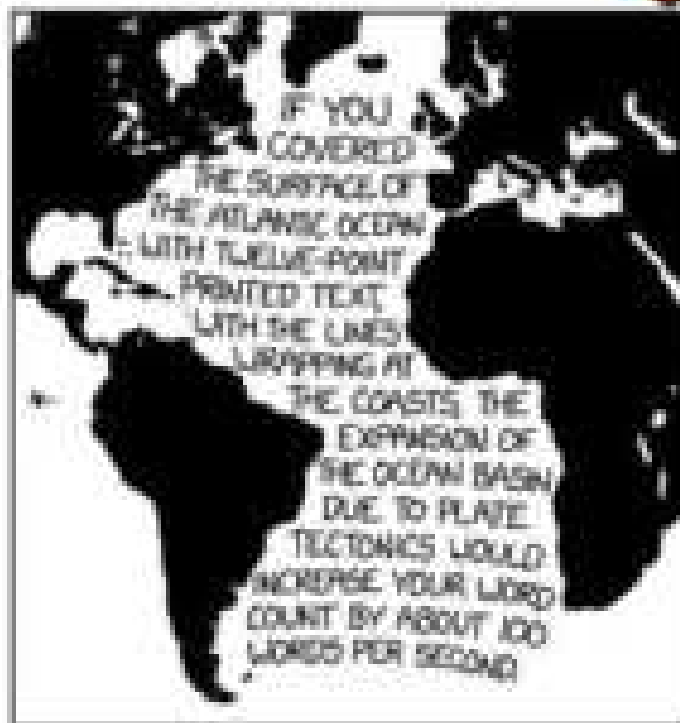 IF YOU
COVERED
THE SURFACE OF
THE ATLANTIC OCEAN
WITH TWELVE-POINT
PRINTED TEXT,
WITH THE LINES
WRAPPING AT
THE COASTS, THE
EXPANSION OF
THE OCEAN BASIN
DUE TO PLATE
TECTONICS WOULD
INCREASE YOUR WORD
COUNT BY ABOUT 100
WORDS PER SECOND.